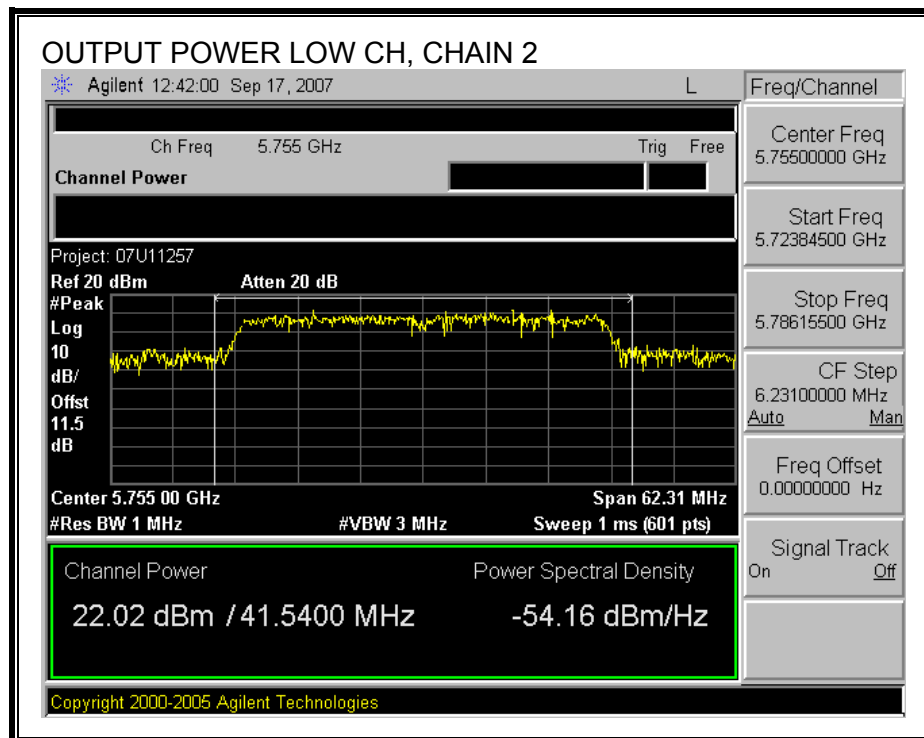 OUTPUT POWER LOW CH, CHAIN 2
Agilent 12:42:00 Sep 17, 2007 L
Freq/Channel
Ch Freq 5.755 GHz Trig Free
Channel Power
Center Freq
5.75500000 GHz
Start Freq
5.72384500 GHz
Stop Freq
5.78615500 GHz
CF Step
6.23100000 MHz
Auto Man
Freq Offset
0.00000000 Hz
Signal Track
On Off
Project: 07U11257
Ref 20 dBm Atten 20 dB
#Peak
Log
10
dB/
Offst
11.5
dB
Center 5.755 00 GHz Span 62.31 MHz
#Res BW 1 MHz #VBW 3 MHz Sweep 1 ms (601 pts)
Channel Power Power Spectral Density
22.02 dBm / 41.5400 MHz -54.16 dBm/Hz
Copyright 2000-2005 Agilent Technologies